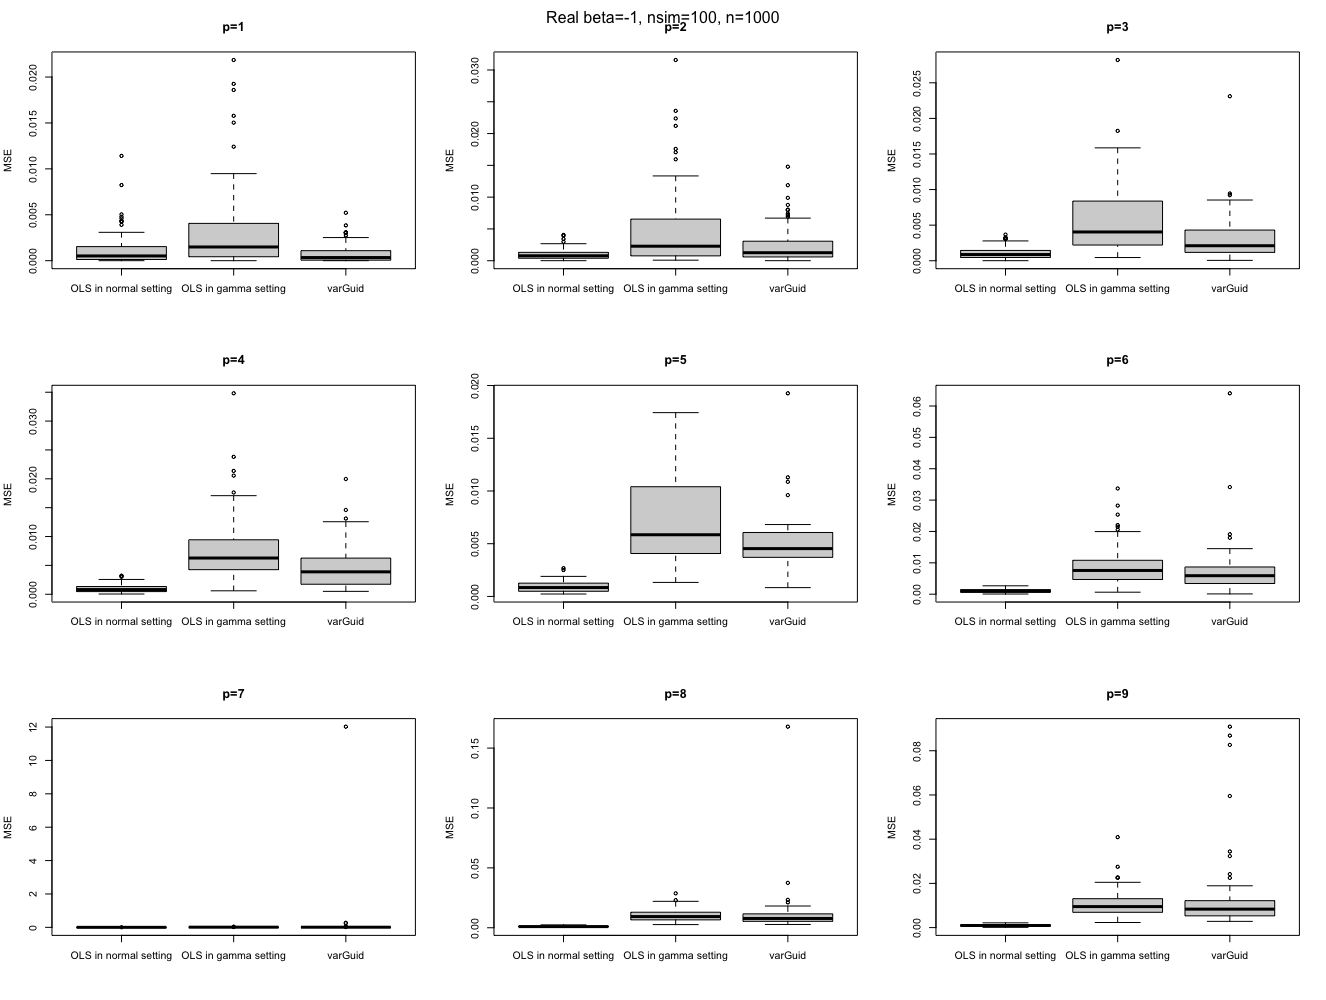 Real beta=-1, nsim=100, n=1000
p=1
MSE
0.000
0.005
0.010
0.015
0.020
OLS in normal setting
OLS in gamma setting
varGuid
p=2
MSE
0.000
0.010
0.020
0.030
OLS in normal setting
OLS in gamma setting
varGuid
p=3
MSE
0.000
0.005
0.010
0.015
0.020
0.025
OLS in normal setting
OLS in gamma setting
varGuid
p=4
MSE
0.000
0.010
0.020
0.030
OLS in normal setting
OLS in gamma setting
varGuid
p=5
MSE
0.000
0.005
0.010
0.015
0.020
OLS in normal setting
OLS in gamma setting
varGuid
p=6
MSE
0.00
0.01
0.02
0.03
0.04
0.05
0.06
OLS in normal setting
OLS in gamma setting
varGuid
p=7
MSE
0
2
4
6
8
10
12
OLS in normal setting
OLS in gamma setting
varGuid
p=8
MSE
0.00
0.05
0.10
0.15
OLS in normal setting
OLS in gamma setting
varGuid
p=9
MSE
0.00
0.02
0.04
0.06
0.08
OLS in normal setting
OLS in gamma setting
varGuid